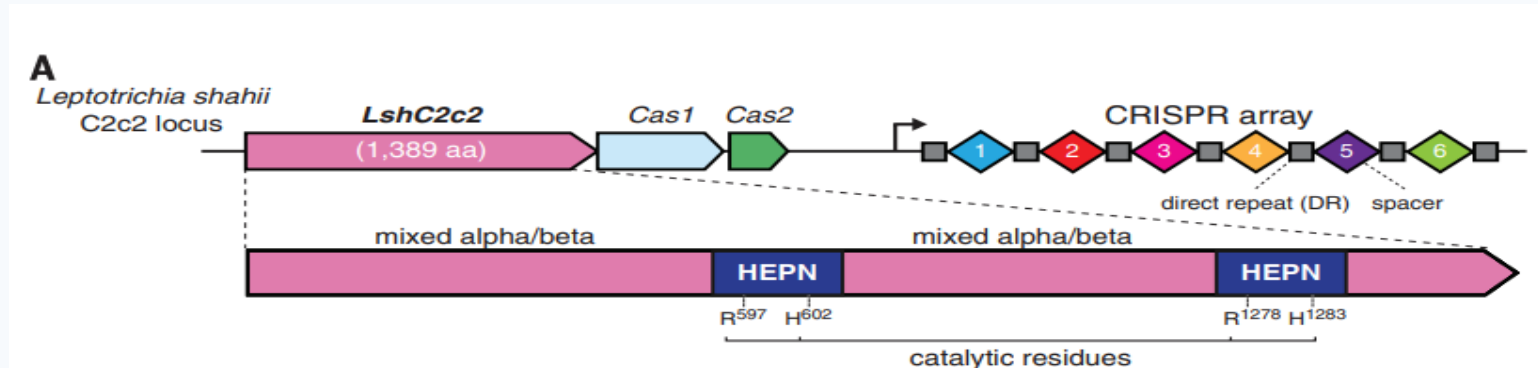 A
Leptotrichia shahii
C2c2 locus
LshC2c2
Cas1
Cas2
CRISPR array
(1,389 aa)
1
2
3
4
5
6
direct repeat (DR)
spacer
mixed alpha/beta
mixed alpha/beta
HEPN
HEPN
R⁵⁹⁷
H⁶⁰²
R¹²⁷⁸
H¹²⁸³
catalytic residues